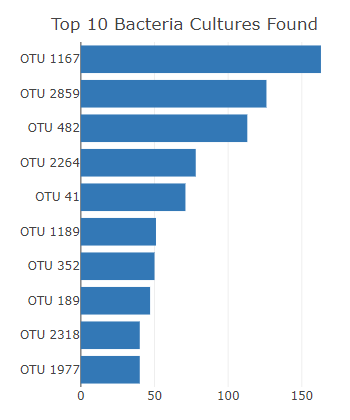 Top 10 Bacteria Cultures Found
OTU 1167
OTU 2859
OTU 482
OTU 2264
OTU 41
OTU 1189
OTU 352
OTU 189
OTU 2318
OTU 1977
0 50 100 150